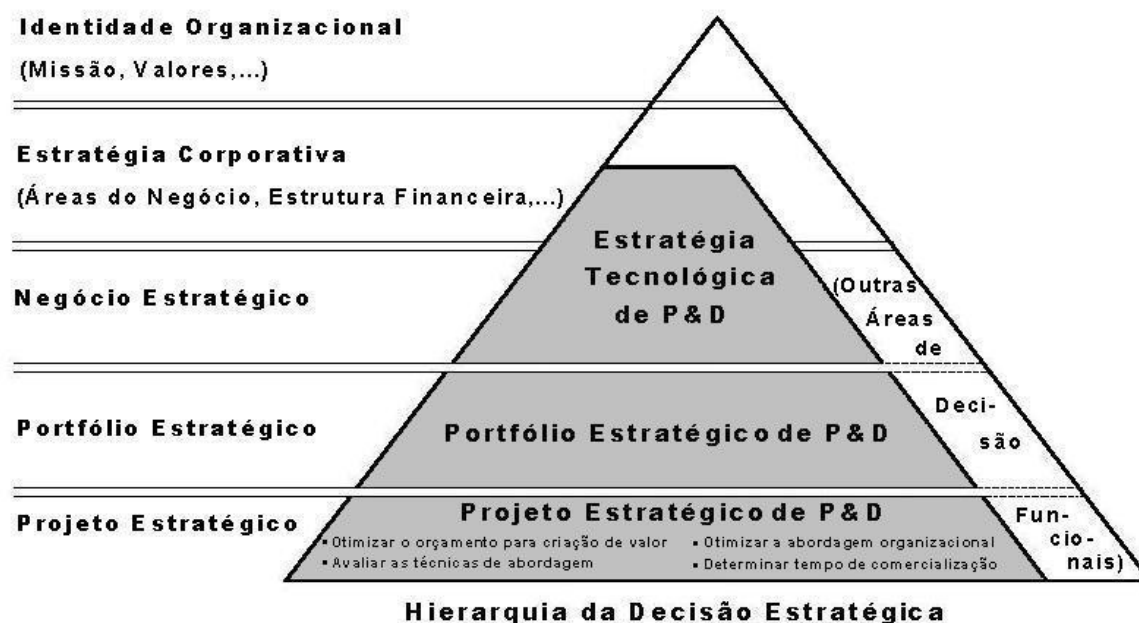 Identidade Organizacional
(Missão, Valores,...)
Estratégia Corporativa
(Áreas do Negócio, Estrutura Financeira,...)
Negócio Estratégico
Portfólio Estratégico
Projeto Estratégico
Estratégia
Tecnológica
de P&D
Portfólio Estratégico de P&D
Projeto Estratégico de P&D
▪ Otimizar o orçamento para criação de valor
▪ Avaliar as técnicas de abordagem
▪ Otimizar a abordagem organizacional
▪ Determinar tempo de comercialização
(Outras
Áreas
de
Deci-
são
Fun-
cio-
nais)
Hierarquia da Decisão Estratégica